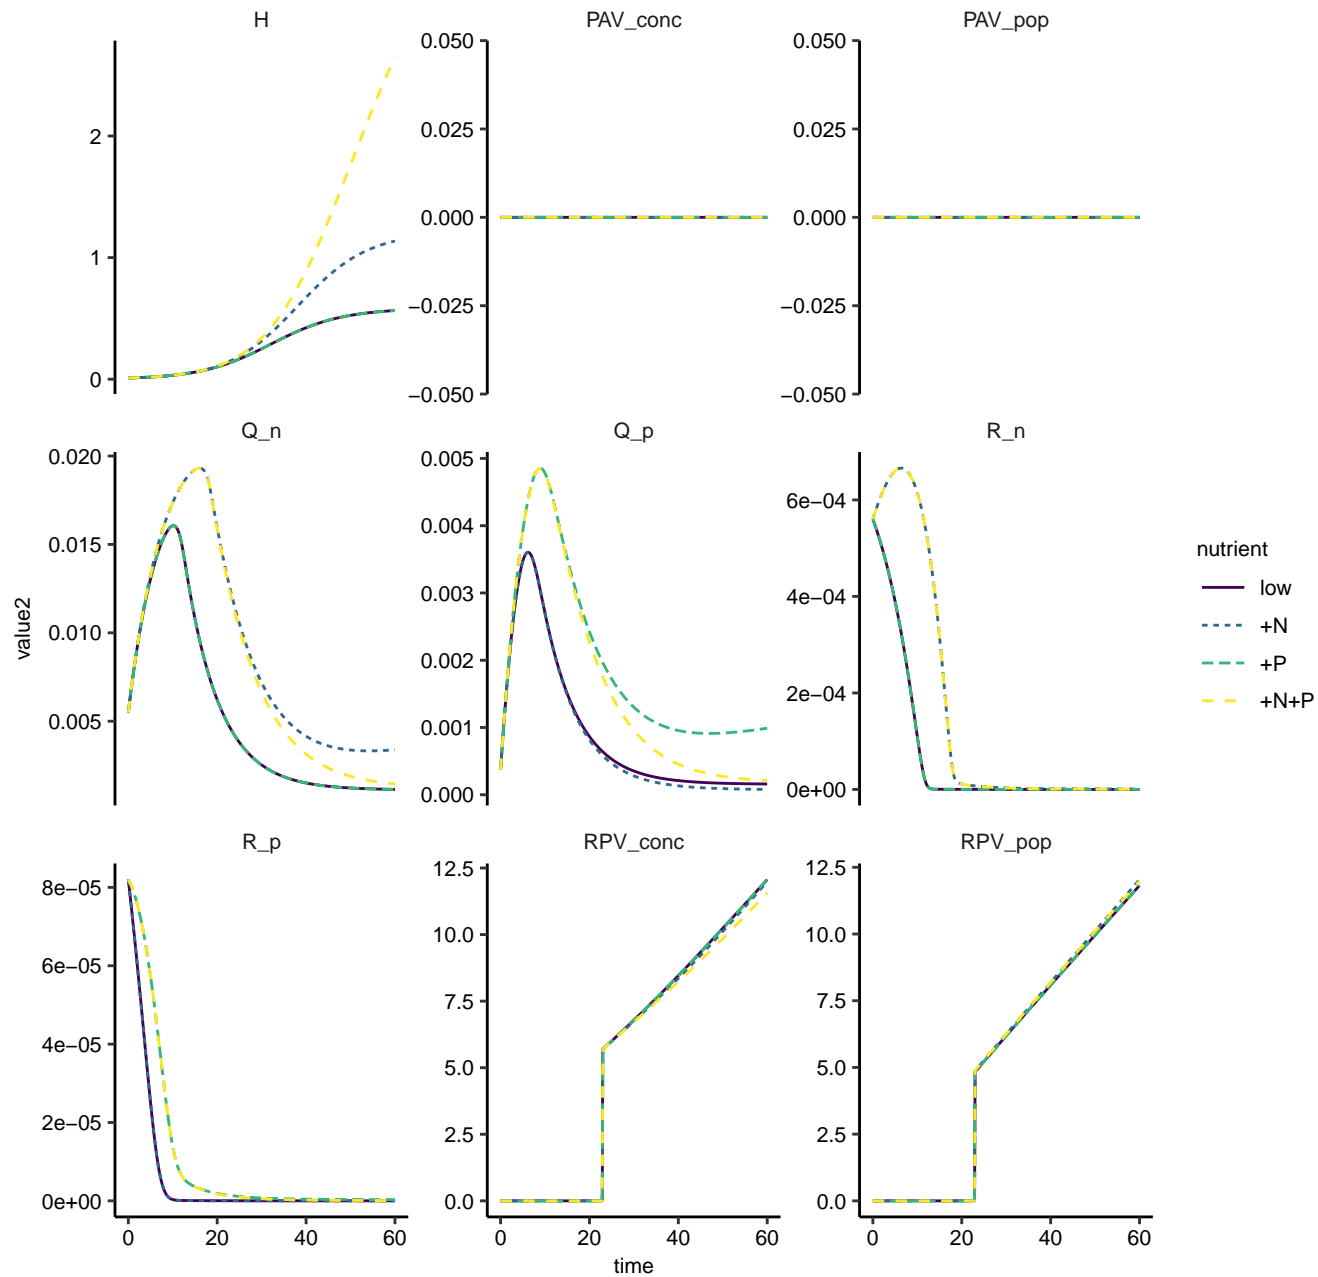 H
PAV_conc
PAV_pop
2
1
0
0.050
0.025
0.000
−0.025
−0.050
0.050
0.025
0.000
−0.025
−0.050
Q_n
Q_p
R_n
0.020
0.015
0.010
0.005
0.005
0.004
0.003
0.002
0.001
0.000
6e−04
4e−04
2e−04
0e+00
R_p
RPV_conc
RPV_pop
8e−05
6e−05
4e−05
2e−05
0e+00
12.5
10.0
7.5
5.0
2.5
0.0
12.5
10.0
7.5
5.0
2.5
0.0
0 20 40 60
0 20 40 60
0 20 40 60
time
value2
nutrient
low
+N
+P
+N+P